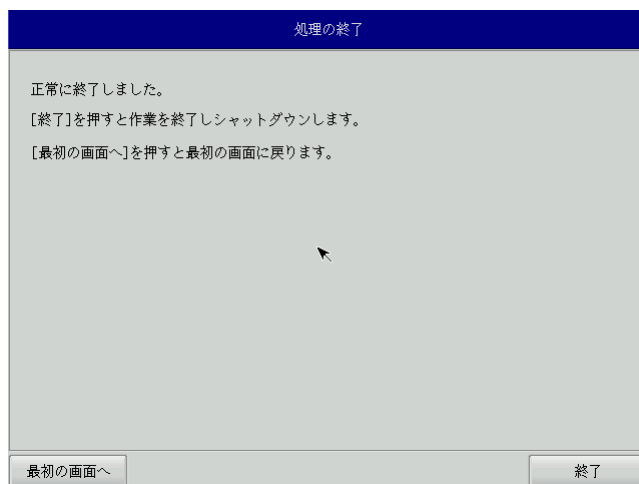 処理の終了
正常に終了しました。
[終了]を押すと作業を終了しシャットダウンします。
[最初の画面へ]を押すと最初の画面に戻ります。
最初の画面へ
終了